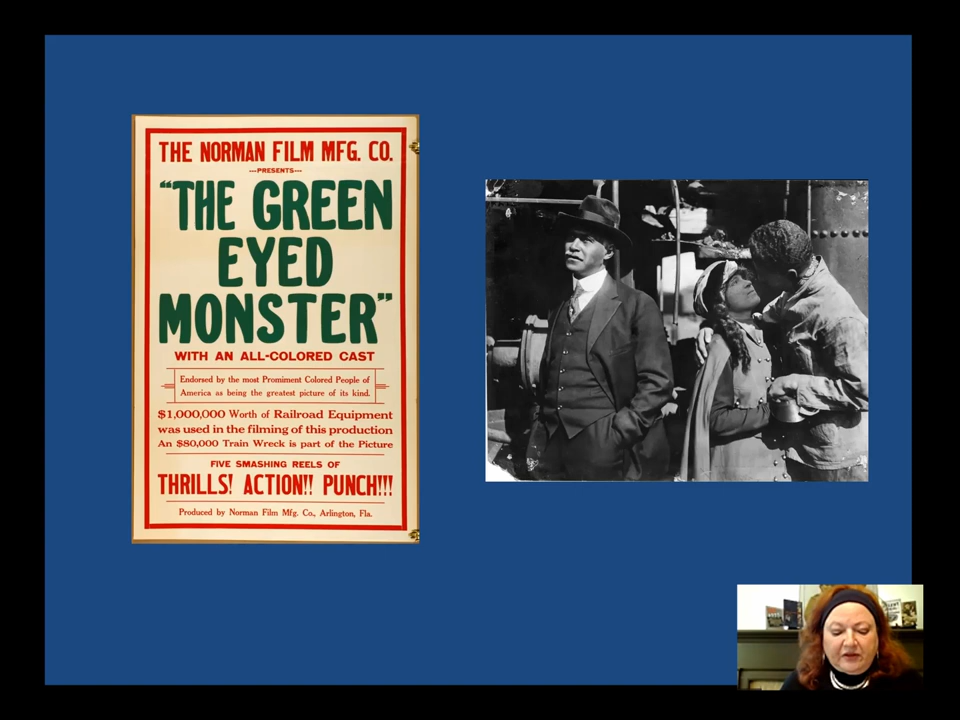 THE NORMAN FILM MFG. CO.
---PRESENTS---
"THE GREEN
EYED
MONSTER"
WITH AN ALL-COLORED CAST
Endorsed by the most Promiment Colored People of
America as being the greatest picture of its kind.
$1,000,000 Worth of Railroad Equipment
was used in the filming of this production
An $80,000 Train Wreck is part of the Picture
FIVE SMASHING REELS OF
THRILLS! ACTION!! PUNCH!!!
Produced by Norman Film Mfg. Co., Arlington, Fla.